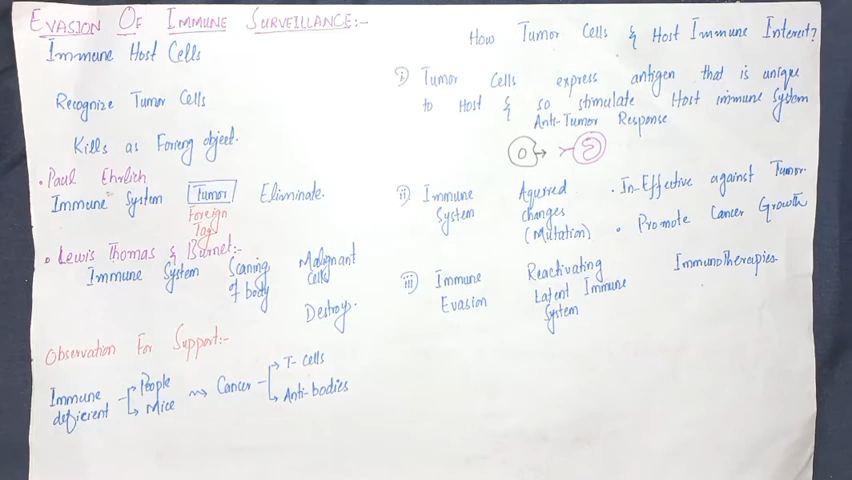 EVASION OF IMMUNE SURVEILLANCE:-
Immune Host Cells
Recognize Tumor Cells
Kills as Forieng object.
• Paul Ehrlich
Immune System Tumor Eliminate.
Foreign
Tag
• Lewis Thomas & Burnet:-
Immune System Scaning of body Malignant cells
Destroy.
Observation For Support:-
Immune deficient People Mice Cancer T-cells Anti-bodies
How Tumor Cells & Host Immune Interect?
i) Tumor Cells express antigen that is unique
to Host & so stimulate Host immune System
Anti-Tumor Response
ii) Immune System Aqurred changes (Mutation) • In-Effective against Tumor.
• Promote Cancer Growth
iii) Immune Evasion Reactivating Latent Immune System Immunotherapies.